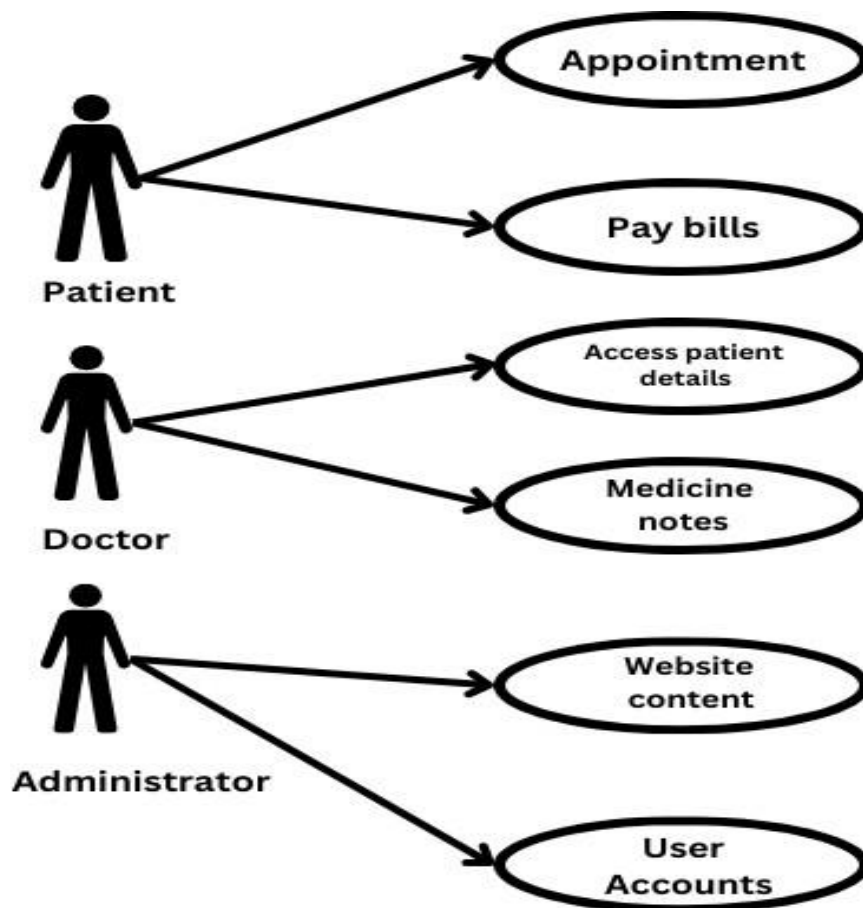 Appointment
Patient
Pay bills
Access patient
details
Doctor
Medicine
notes
Administrator
Website
content
User
Accounts